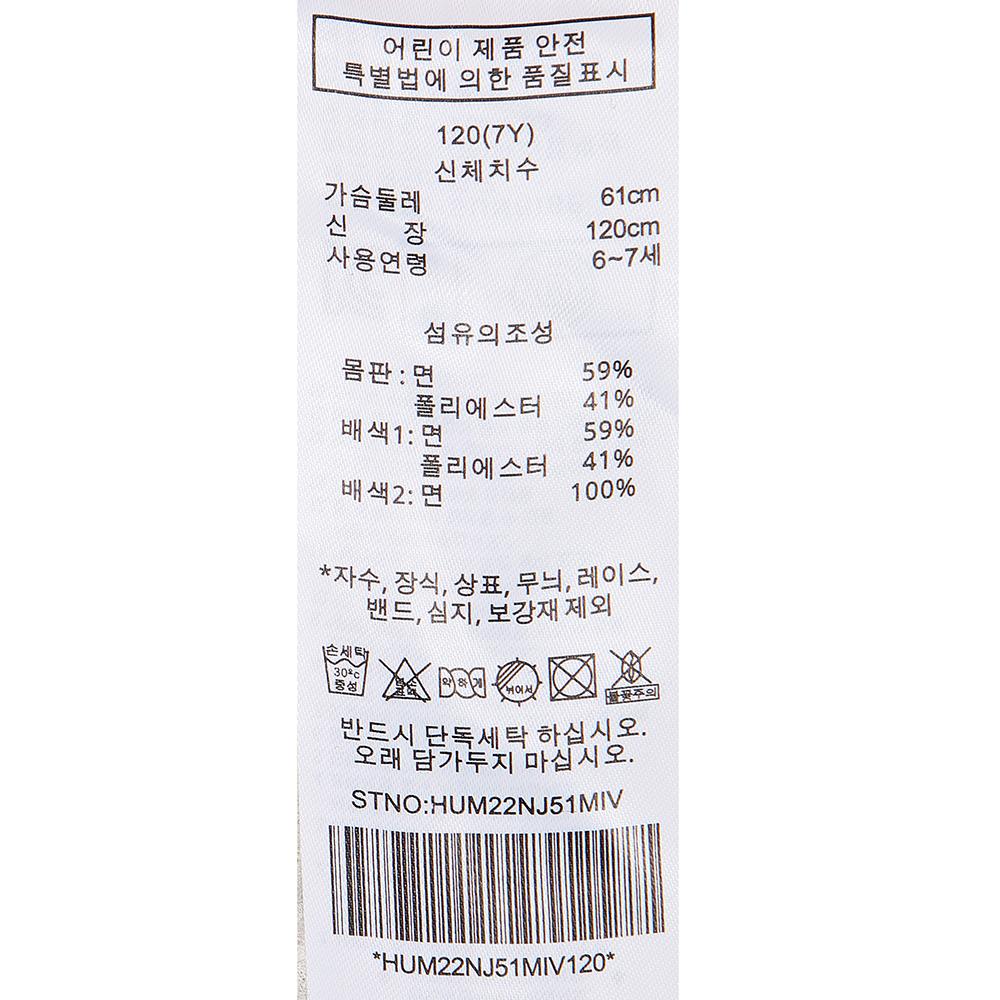 어린이 제품 안전
특별법에 의한 품질표시
120(7Y)
신체치수
가슴둘레 61cm
신 장 120cm
사용연령 6~7세
섬유의조성
몸판 : 면 59%
폴리에스터 41%
배색1: 면 59%
폴리에스터 41%
배색2: 면 100%
*자수, 장식, 상표, 무늬, 레이스,
밴드, 심지, 보강재 제외
손세탁 30℃ 중성 염소표백 약하게 뉘어서 불꽃주의
반드시 단독세탁 하십시오.
오래 담가두지 마십시오.
STNO:HUM22NJ51MIV
*HUM22NJ51MIV120*